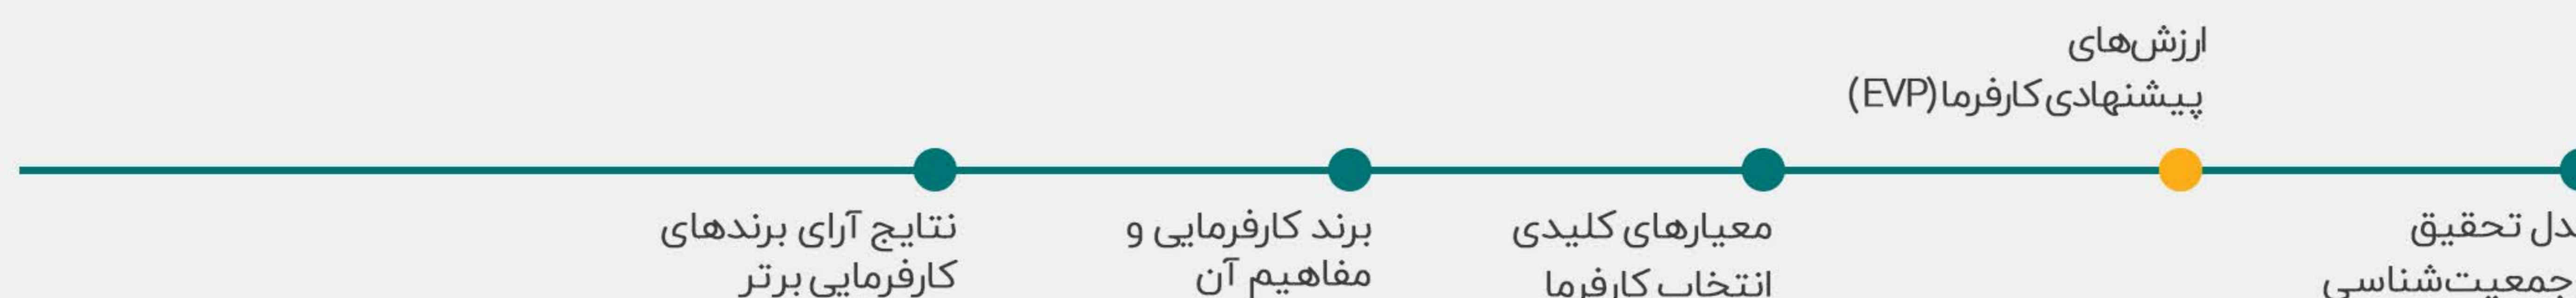 ارزش‌های
پیشنهادی کارفرما (EVP)
تحقیق
جمعیت‌شناسی
معیارهای کلیدی
انتخاب کارفرما
برند کارفرمایی و
مفاهیم آن
نتایج آرای برندهای
کارفرمایی برتر